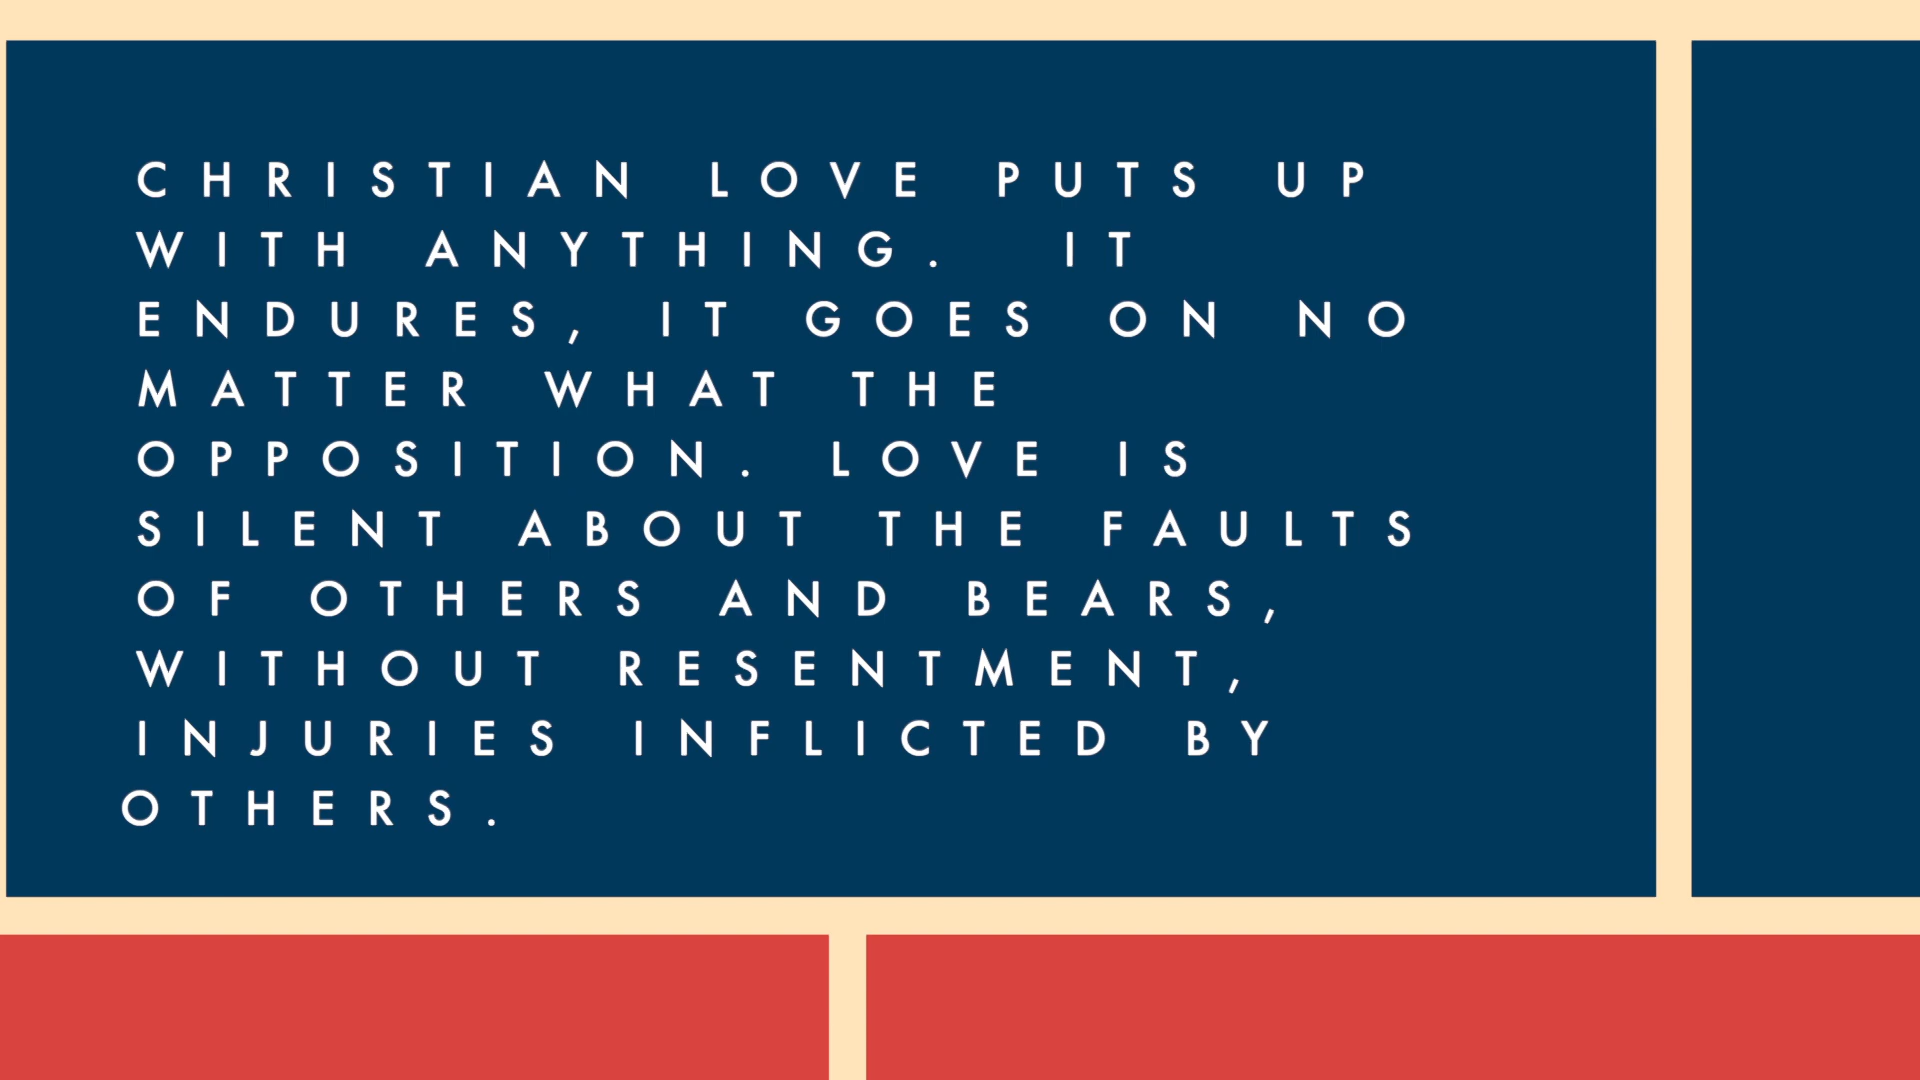 CHRISTIAN LOVE PUTS UP
WITH ANYTHING. IT
ENDURES, IT GOES ON NO
MATTER WHAT THE
OPPOSITION. LOVE IS
SILENT ABOUT THE FAULTS
OF OTHERS AND BEARS,
WITHOUT RESENTMENT,
INJURIES INFLICTED BY
OTHERS.